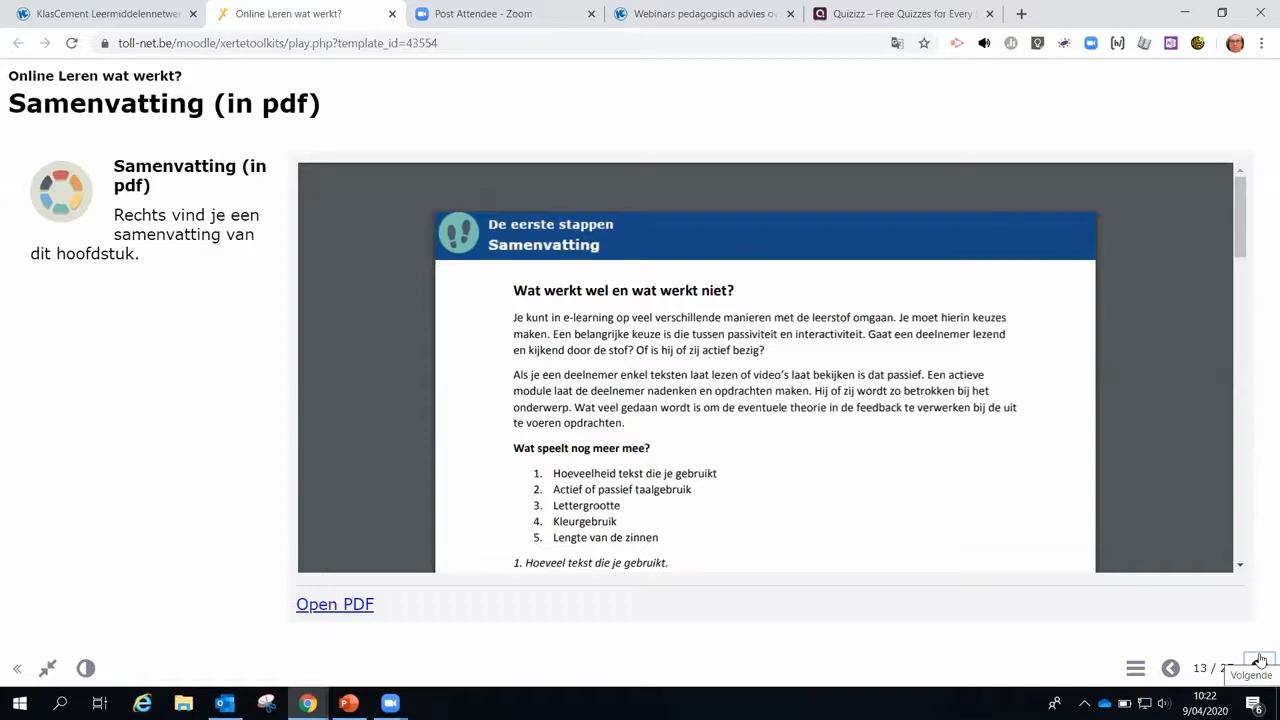 KlasCement Leermiddelennetwer
Online Leren wat werkt?
Post Attendee - Zoom
Webinars pedagogisch advies ov
Quizizz – Free Quizzes for Every S
toll-net.be/moodle/xertetoolkits/play.php?template_id=43554
Online Leren wat werkt?
Samenvatting (in pdf)
Samenvatting (in
pdf)
Rechts vind je een
samenvatting van
dit hoofdstuk.
De eerste stappen
Samenvatting
Wat werkt wel en wat werkt niet?
Je kunt in e-learning op veel verschillende manieren met de leerstof omgaan. Je moet hierin keuzes
maken. Een belangrijke keuze is die tussen passiviteit en interactiviteit. Gaat een deelnemer lezend
en kijkend door de stof? Of is hij of zij actief bezig?
Als je een deelnemer enkel teksten laat lezen of video's laat bekijken is dat passief. Een actieve
module laat de deelnemer nadenken en opdrachten maken. Hij of zij wordt zo betrokken bij het
onderwerp. Wat veel gedaan wordt is om de eventuele theorie in de feedback te verwerken bij de uit
te voeren opdrachten.
Wat speelt nog meer mee?
1. Hoeveelheid tekst die je gebruikt
2. Actief of passief taalgebruik
3. Lettergrootte
4. Kleurgebruik
5. Lengte van de zinnen
1. Hoeveel tekst die je gebruikt.
Open PDF
13 /
Volgende
10:22
9/04/2020
6